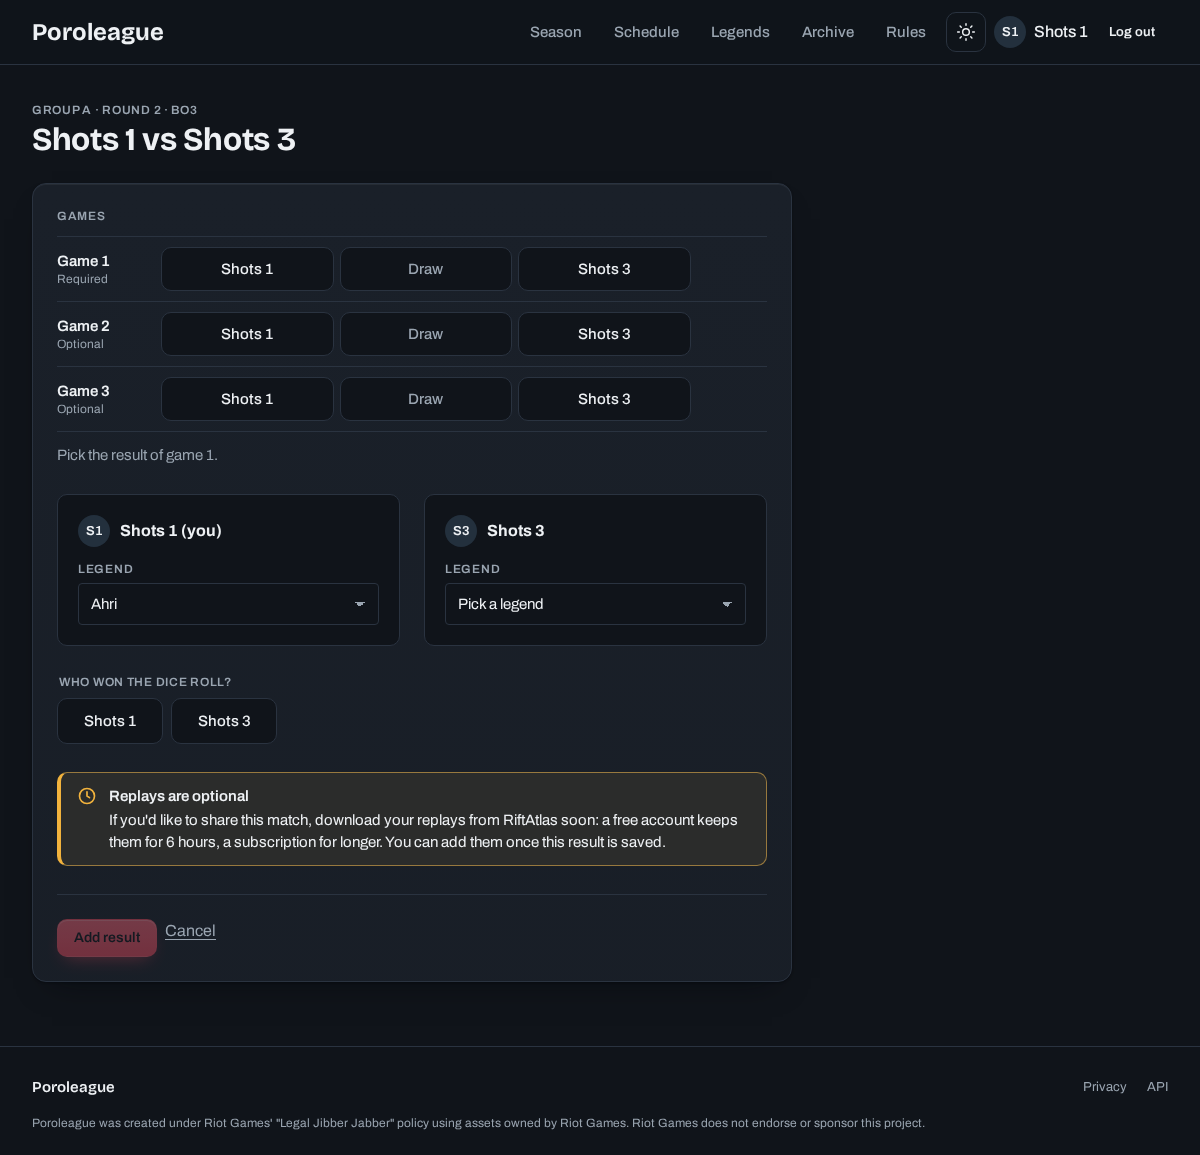 Poroleague
Season
Schedule
Legends
Archive
Rules
S1
Shots 1
Log out
GROUP A · ROUND 2 · BO3
Shots 1 vs Shots 3
GAMES
Game 1
Required
Shots 1
Draw
Shots 3
Game 2
Optional
Shots 1
Draw
Shots 3
Game 3
Optional
Shots 1
Draw
Shots 3
Pick the result of game 1.
S1
Shots 1 (you)
LEGEND
Ahri
S3
Shots 3
LEGEND
Pick a legend
WHO WON THE DICE ROLL?
Shots 1
Shots 3
Replays are optional
If you'd like to share this match, download your replays from RiftAtlas soon: a free account keeps
them for 6 hours, a subscription for longer. You can add them once this result is saved.
Add result
Cancel
Poroleague
Privacy
API
Poroleague was created under Riot Games' "Legal Jibber Jabber" policy using assets owned by Riot Games. Riot Games does not endorse or sponsor this project.